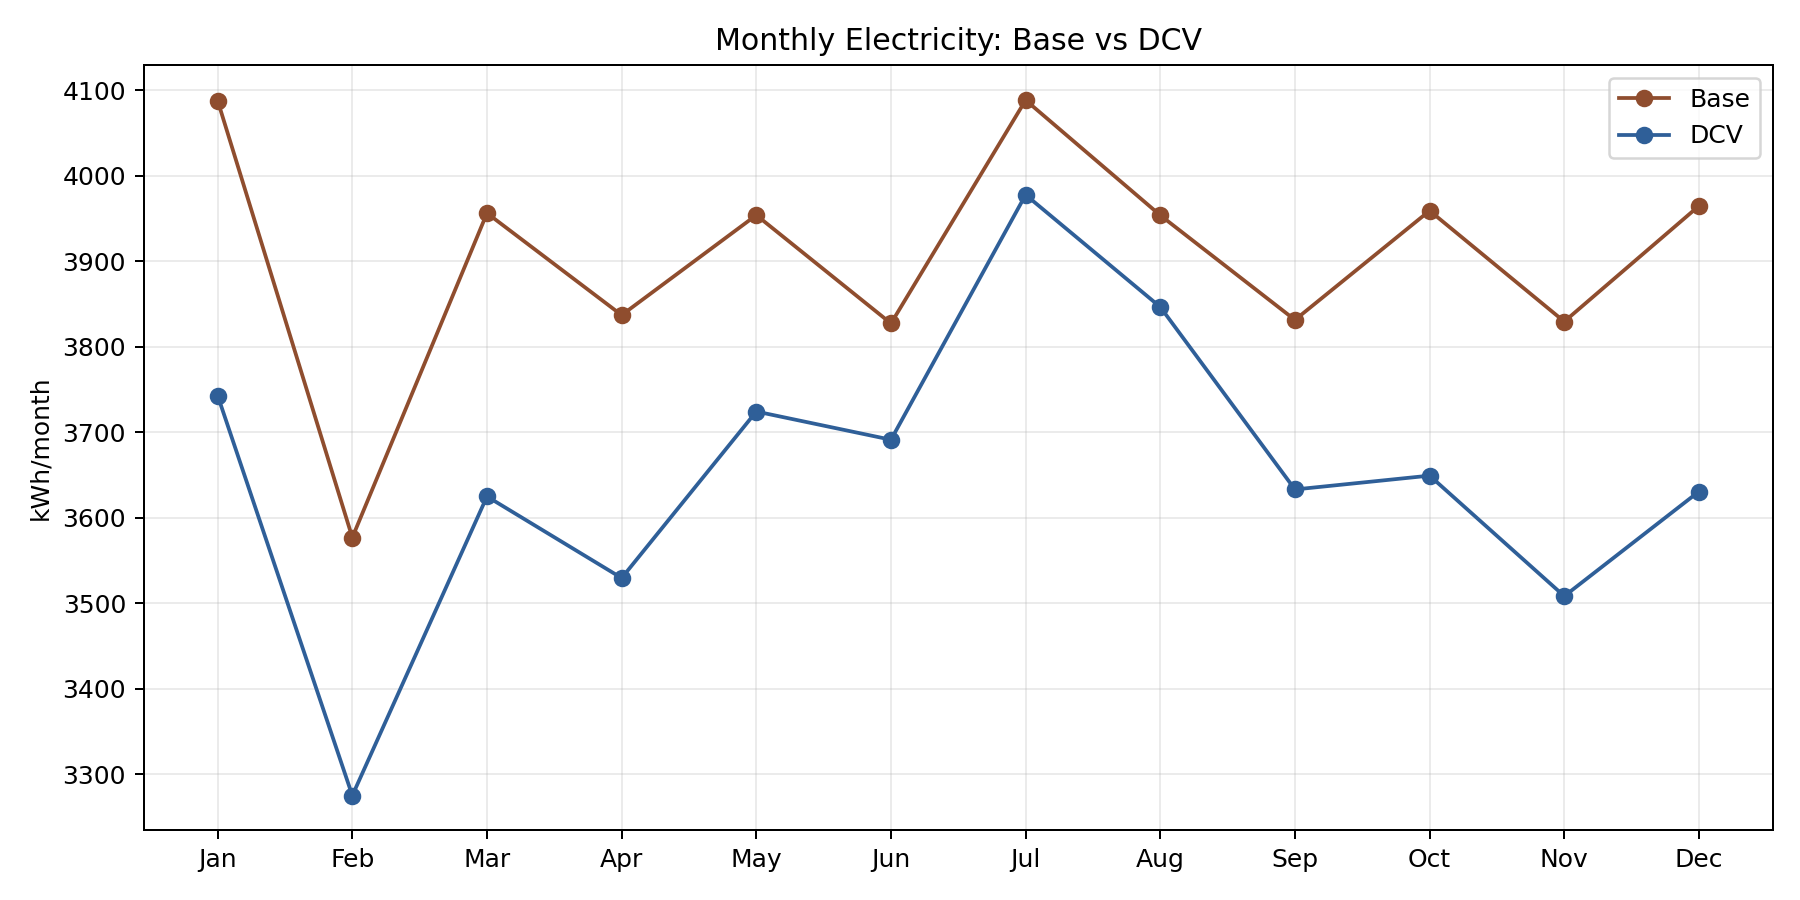 Monthly Electricity: Base vs DCV
Base
DCV
kWh/month
4100
4000
3900
3800
3700
3600
3500
3400
3300
Jan Feb Mar Apr May Jun Jul Aug Sep Oct Nov Dec